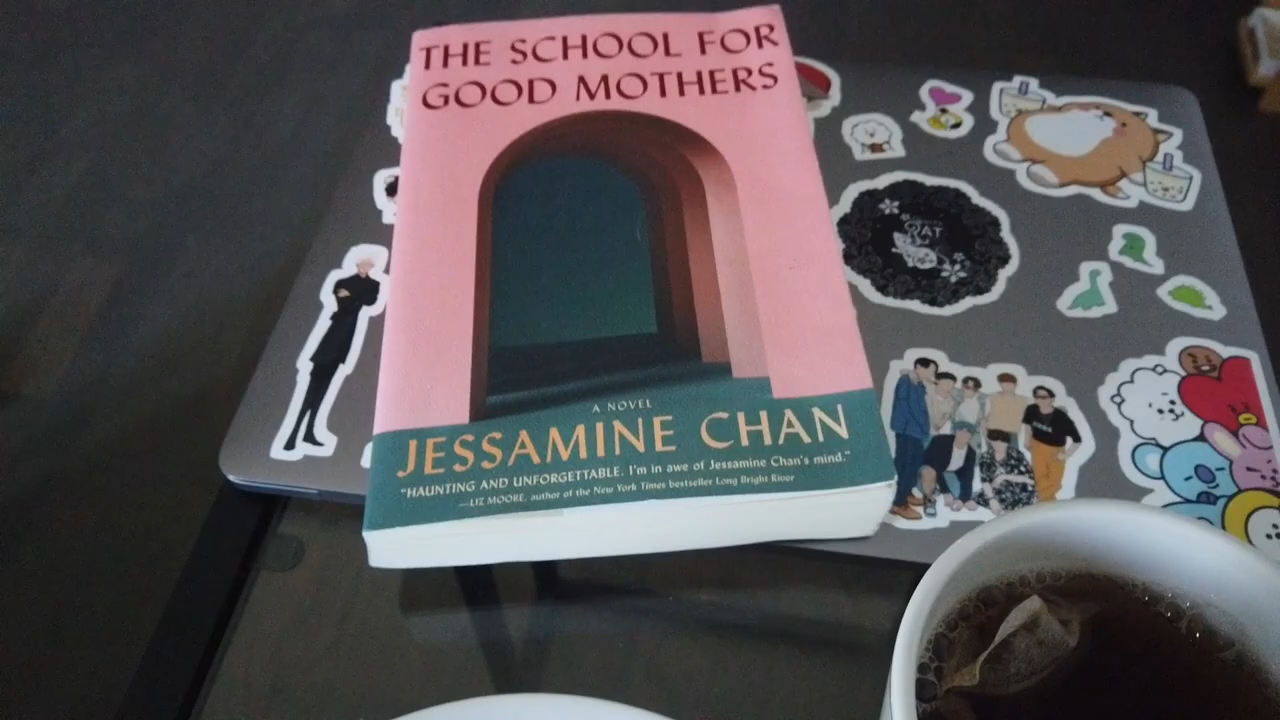 THE SCHOOL FOR
GOOD MOTHERS
A NOVEL
JESSAMINE CHAN
"HAUNTING AND UNFORGETTABLE. I'm in awe of Jessamine Chan's mind."
—LIZ MOORE, author of the New York Times bestseller Long Bright River
CAT